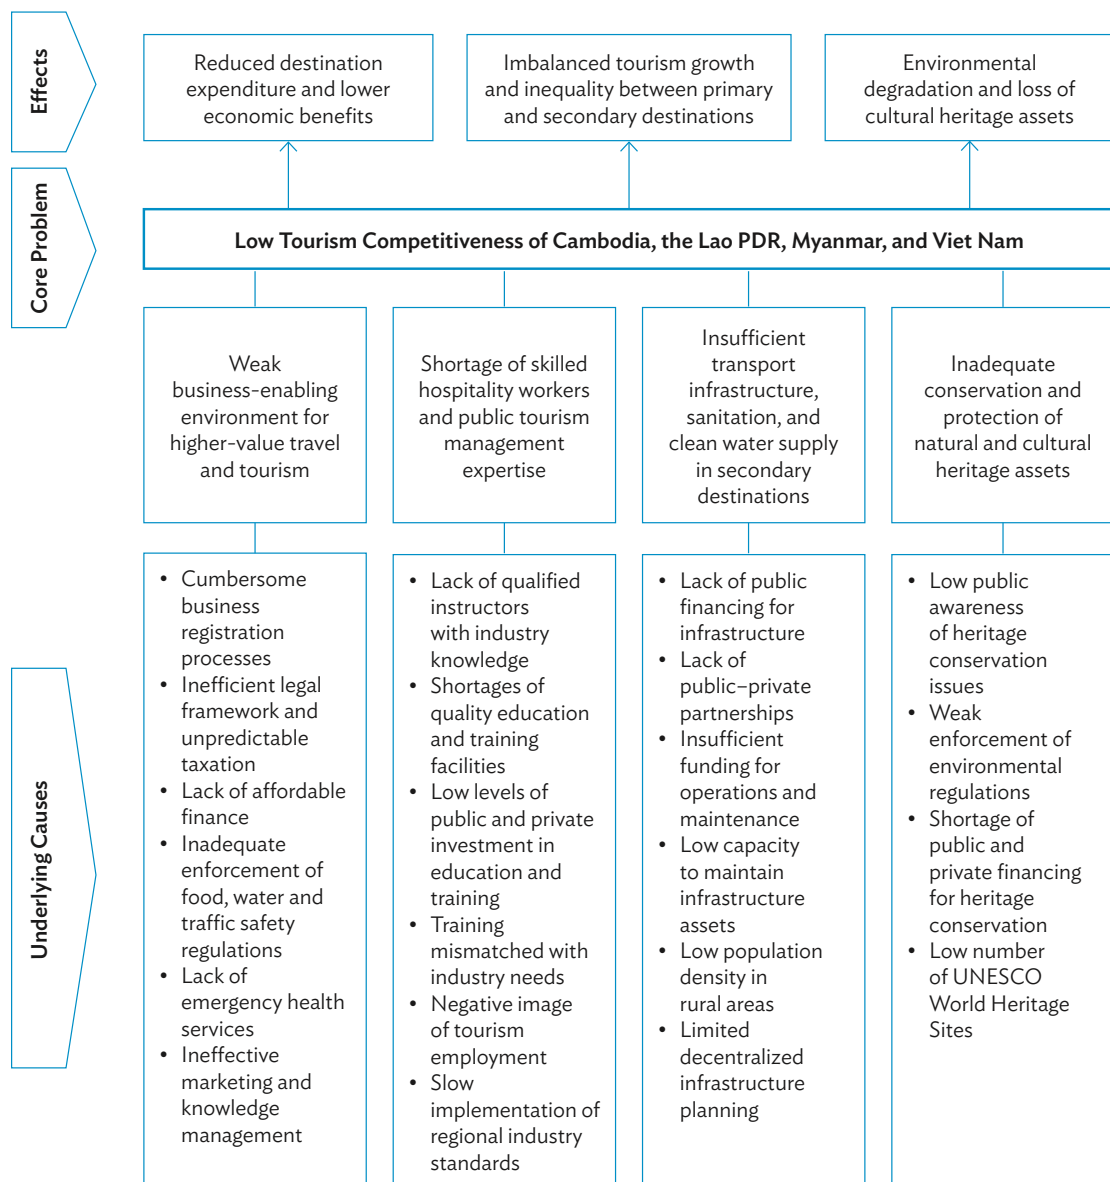 Effects
Reduced destination
expenditure and lower
economic benefits
Imbalanced tourism growth
and inequality between primary
and secondary destinations
Environmental
degradation and loss of
cultural heritage assets
Core Problem
Low Tourism Competitiveness of Cambodia, the Lao PDR, Myanmar, and Viet Nam
Weak
business-enabling
environment for
higher-value travel
and tourism
Shortage of skilled
hospitality workers
and public tourism
management
expertise
Insufficient
transport
infrastructure,
sanitation, and
clean water supply
in secondary
destinations
Inadequate
conservation and
protection of
natural and cultural
heritage assets
Underlying Causes
• Cumbersome
business
registration
processes
• Inefficient legal
framework and
unpredictable
taxation
• Lack of affordable
finance
• Inadequate
enforcement of
food, water and
traffic safety
regulations
• Lack of
emergency health
services
• Ineffective
marketing and
knowledge
management
• Lack of qualified
instructors
with industry
knowledge
• Shortages of
quality education
and training
facilities
• Low levels of
public and private
investment in
education and
training
• Training
mismatched with
industry needs
• Negative image
of tourism
employment
• Slow
implementation of
regional industry
standards
• Lack of public
financing for
infrastructure
• Lack of
public–private
partnerships
• Insufficient
funding for
operations and
maintenance
• Low capacity
to maintain
infrastructure
assets
• Low population
density in
rural areas
• Limited
decentralized
infrastructure
planning
• Low public
awareness
of heritage
conservation
issues
• Weak
enforcement of
environmental
regulations
• Shortage of
public and
private financing
for heritage
conservation
• Low number
of UNESCO
World Heritage
Sites